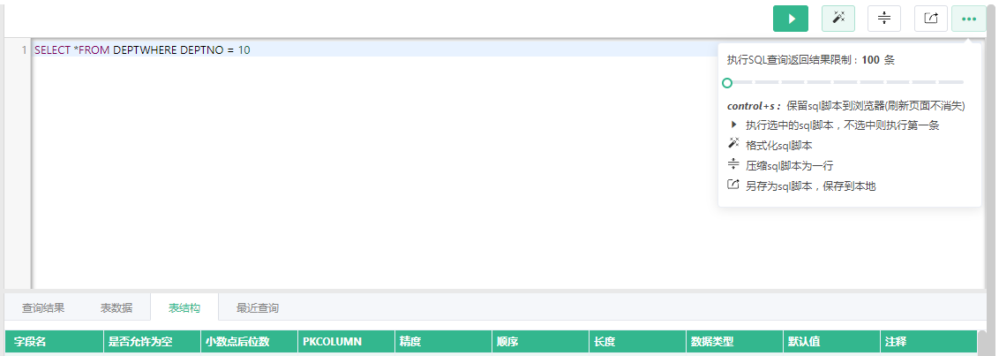 1 SELECT *FROM DEPTWHERE DEPTNO = 10
执行SQL查询返回结果限制：100 条
control+s： 保留sql脚本到浏览器(刷新页面不消失)
执行选中的sql脚本，不选中则执行第一条
格式化sql脚本
压缩sql脚本为一行
另存为sql脚本，保存到本地
查询结果 表数据 表结构 最近查询
字段名 是否允许为空 小数点后位数 PKCOLUMN 精度 顺序 长度 数据类型 默认值 注释